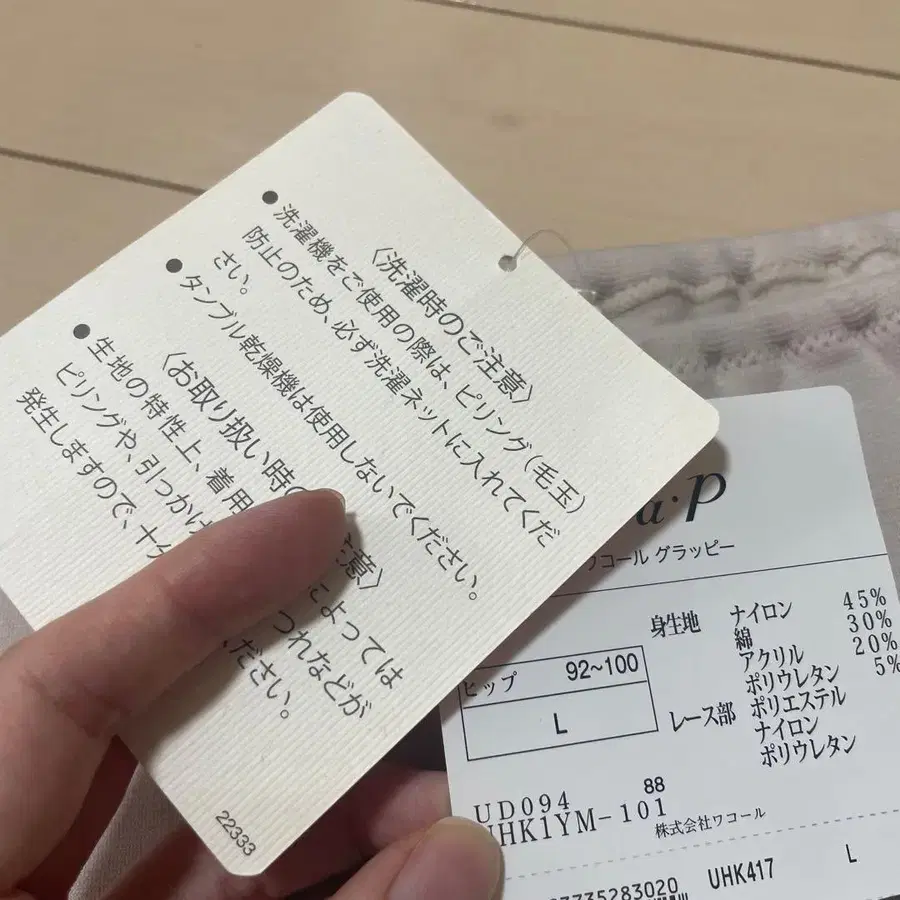 〈洗濯時のご注意〉
● 洗濯機をご使用の際は、ピリング(毛玉)
防止のため、必ず洗濯ネットに入れてくだ
さい。
● タンブル乾燥機は使用しないでください。
〈お取り扱い時の 意〉
● 生地の特性上、着用 によっては
ピリングや、引っかけ つれなどが
発生しますので、十分 ださい。
22333
a・P
ワコール グラッピー
身生地 ナイロン 45%
綿 30%
アクリル 20%
ポリウレタン 5%
レース部 ポリエステル
ナイロン
ポリウレタン
ヒップ 92~100
L
88
UD094
UHK1YM-101
株式会社ワコール
7735283020 UHK417 L